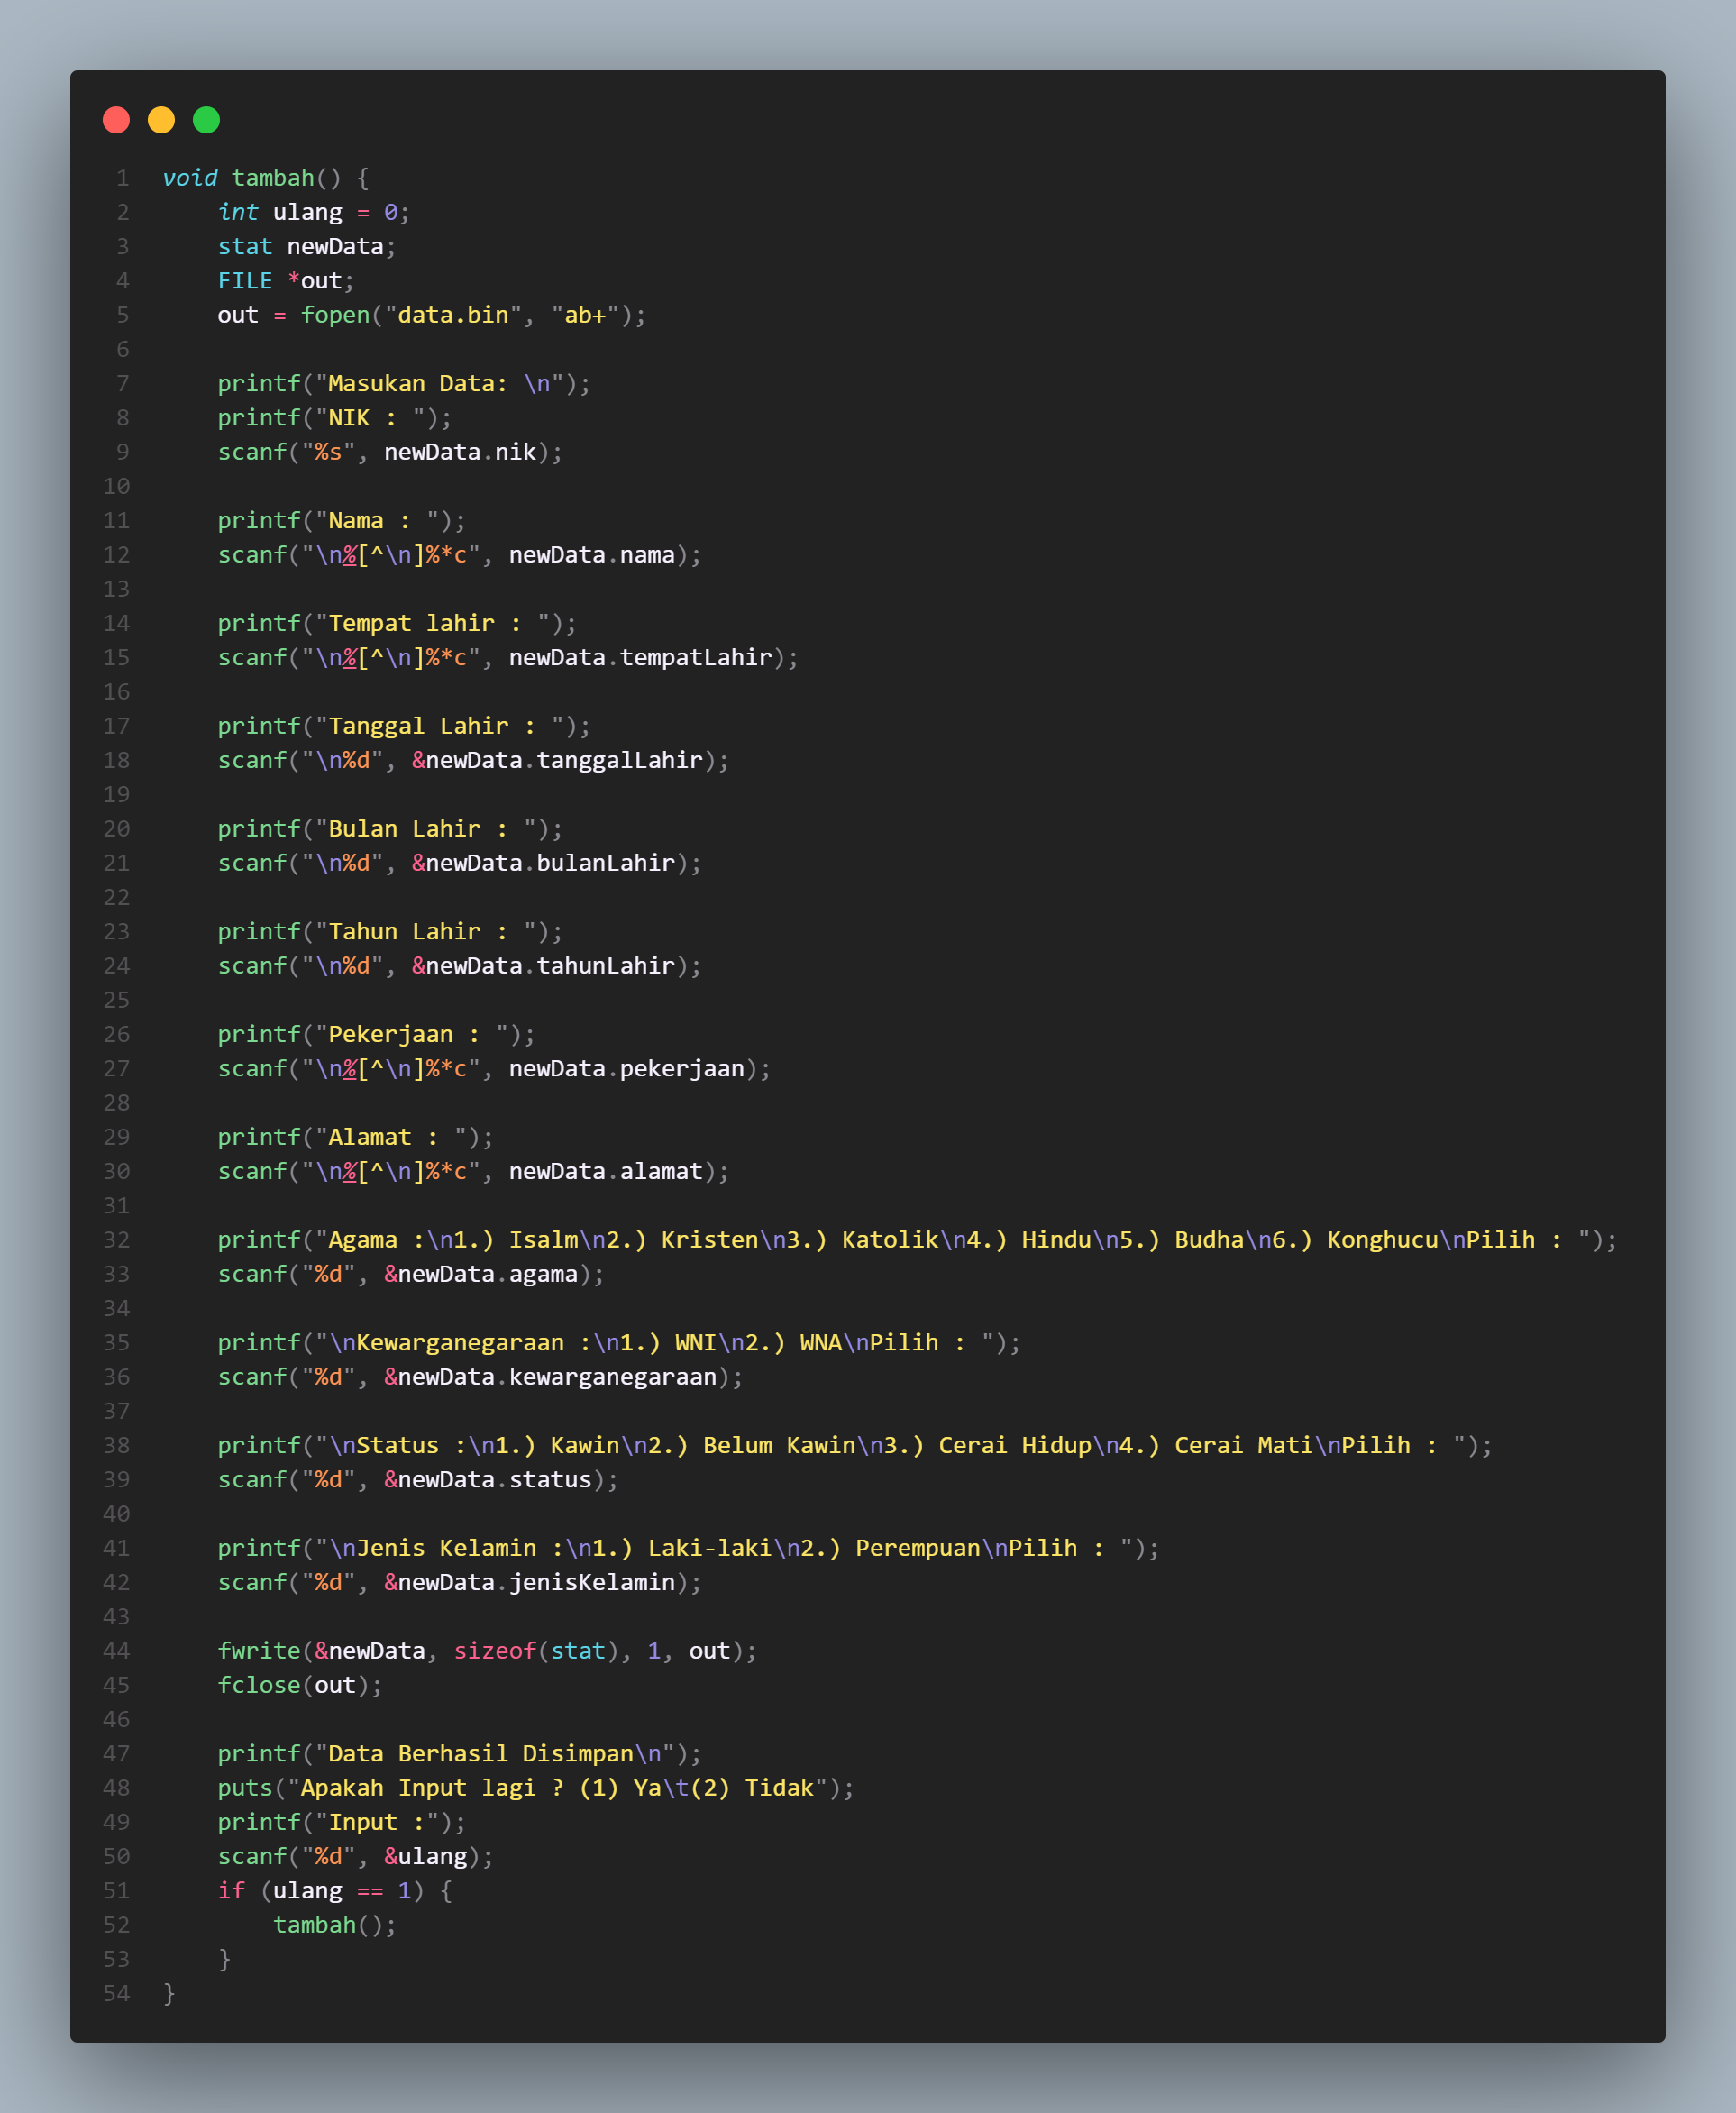 1 void tambah() {
2 int ulang = 0;
3 stat newData;
4 FILE *out;
5 out = fopen("data.bin", "ab+");
6
7 printf("Masukan Data: \n");
8 printf("NIK : ");
9 scanf("%s", newData.nik);
10
11 printf("Nama : ");
12 scanf("\n%[^\n]%*c", newData.nama);
13
14 printf("Tempat lahir : ");
15 scanf("\n%[^\n]%*c", newData.tempatLahir);
16
17 printf("Tanggal Lahir : ");
18 scanf("\n%d", &newData.tanggalLahir);
19
20 printf("Bulan Lahir : ");
21 scanf("\n%d", &newData.bulanLahir);
22
23 printf("Tahun Lahir : ");
24 scanf("\n%d", &newData.tahunLahir);
25
26 printf("Pekerjaan : ");
27 scanf("\n%[^\n]%*c", newData.pekerjaan);
28
29 printf("Alamat : ");
30 scanf("\n%[^\n]%*c", newData.alamat);
31
32 printf("Agama :\n1.) Isalm\n2.) Kristen\n3.) Katolik\n4.) Hindu\n5.) Budha\n6.) Konghucu\nPilih : ");
33 scanf("%d", &newData.agama);
34
35 printf("\nKewarganegaraan :\n1.) WNI\n2.) WNA\nPilih : ");
36 scanf("%d", &newData.kewarganegaraan);
37
38 printf("\nStatus :\n1.) Kawin\n2.) Belum Kawin\n3.) Cerai Hidup\n4.) Cerai Mati\nPilih : ");
39 scanf("%d", &newData.status);
40
41 printf("\nJenis Kelamin :\n1.) Laki-laki\n2.) Perempuan\nPilih : ");
42 scanf("%d", &newData.jenisKelamin);
43
44 fwrite(&newData, sizeof(stat), 1, out);
45 fclose(out);
46
47 printf("Data Berhasil Disimpan\n");
48 puts("Apakah Input lagi ? (1) Ya\t(2) Tidak");
49 printf("Input :");
50 scanf("%d", &ulang);
51 if (ulang == 1) {
52 tambah();
53 }
54 }